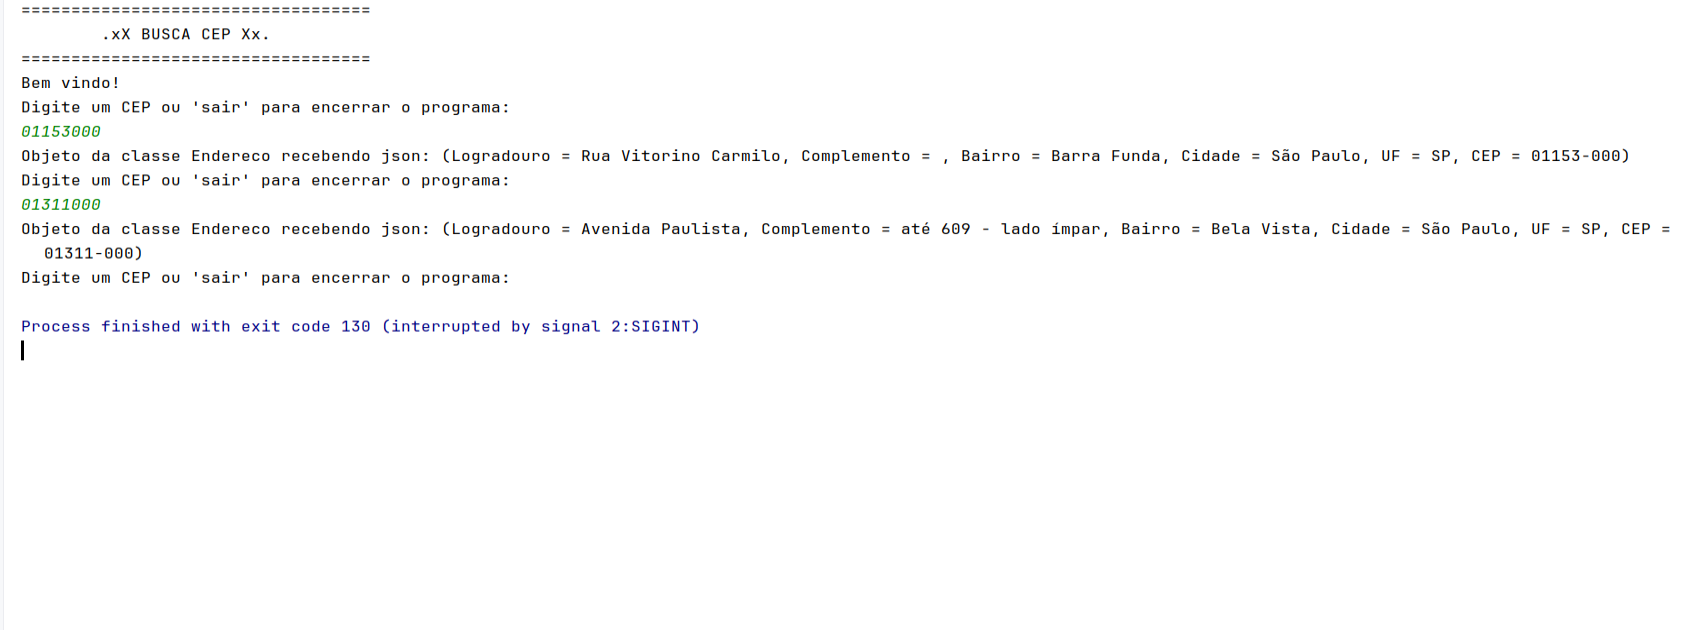 ===================================
.xX BUSCA CEP Xx.
===================================
Bem vindo!
Digite um CEP ou 'sair' para encerrar o programa:
01153000
Objeto da classe Endereco recebendo json: (Logradouro = Rua Vitorino Carmilo, Complemento = , Bairro = Barra Funda, Cidade = São Paulo, UF = SP, CEP = 01153-000)
Digite um CEP ou 'sair' para encerrar o programa:
01311000
Objeto da classe Endereco recebendo json: (Logradouro = Avenida Paulista, Complemento = até 609 - lado ímpar, Bairro = Bela Vista, Cidade = São Paulo, UF = SP, CEP =
01311-000)
Digite um CEP ou 'sair' para encerrar o programa:
Process finished with exit code 130 (interrupted by signal 2:SIGINT)